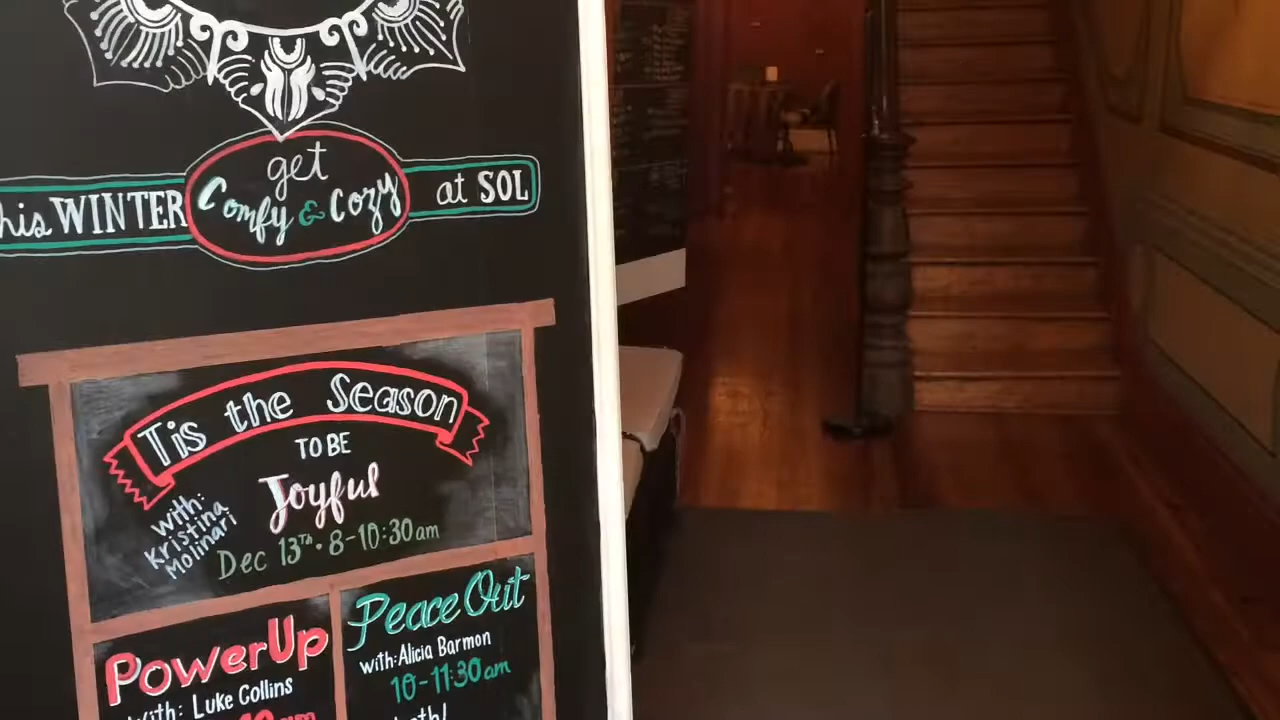 get
his WINTER Comfy & Cozy at SOL
Tis the Season
TO BE
Joyful
with:
Kristina
Molinari
Dec 13TH • 8-10:30am
PowerUp
with: Luke Collins
Peace Out
with: Alicia Barmon
10-11:30am